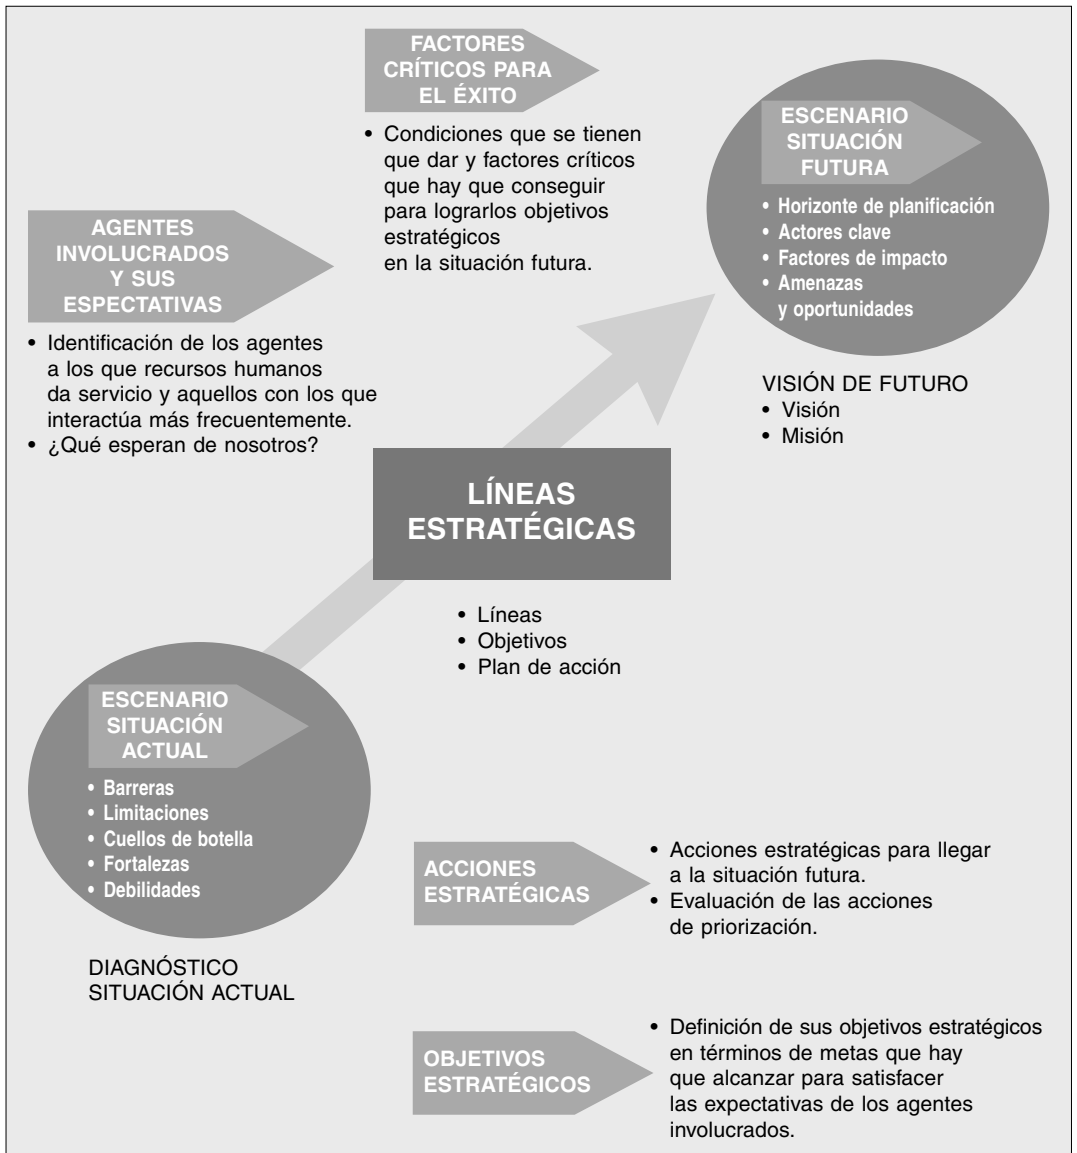 FACTORES
CRÍTICOS PARA
EL ÉXITO
• Condiciones que se tienen
que dar y factores críticos
que hay que conseguir
para lograrlos objetivos
estratégicos
en la situación futura.
ESCENARIO
SITUACIÓN
FUTURA
• Horizonte de planificación
• Actores clave
• Factores de impacto
• Amenazas
y oportunidades
VISIÓN DE FUTURO
• Visión
• Misión
AGENTES
INVOLUCRADOS
Y SUS
ESPECTATIVAS
• Identificación de los agentes
a los que recursos humanos
da servicio y aquellos con los que
interactúa más frecuentemente.
• ¿Qué esperan de nosotros?
LÍNEAS
ESTRATÉGICAS
• Líneas
• Objetivos
• Plan de acción
ESCENARIO
SITUACIÓN
ACTUAL
• Barreras
• Limitaciones
• Cuellos de botella
• Fortalezas
• Debilidades
DIAGNÓSTICO
SITUACIÓN ACTUAL
ACCIONES
ESTRATÉGICAS
• Acciones estratégicas para llegar
a la situación futura.
• Evaluación de las acciones
de priorización.
OBJETIVOS
ESTRATÉGICOS
• Definición de sus objetivos estratégicos
en términos de metas que hay
que alcanzar para satisfacer
las expectativas de los agentes
involucrados.